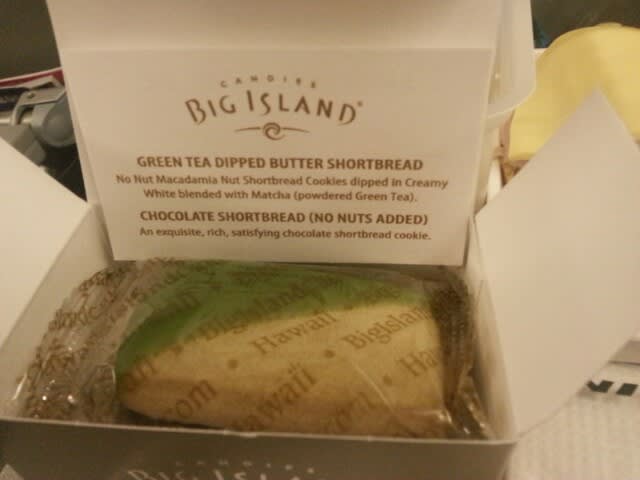 CANDIES
BIG ISLAND®
GREEN TEA DIPPED BUTTER SHORTBREAD
No Nut Macadamia Nut Shortbread Cookies dipped in Creamy
White blended with Matcha (powdered Green Tea).
CHOCOLATE SHORTBREAD (NO NUTS ADDED)
An exquisite, rich, satisfying chocolate shortbread cookie.
BigIsland
Hawaii • BigIsland
.com • Hawaii
CANDIES
BIG ISLAND